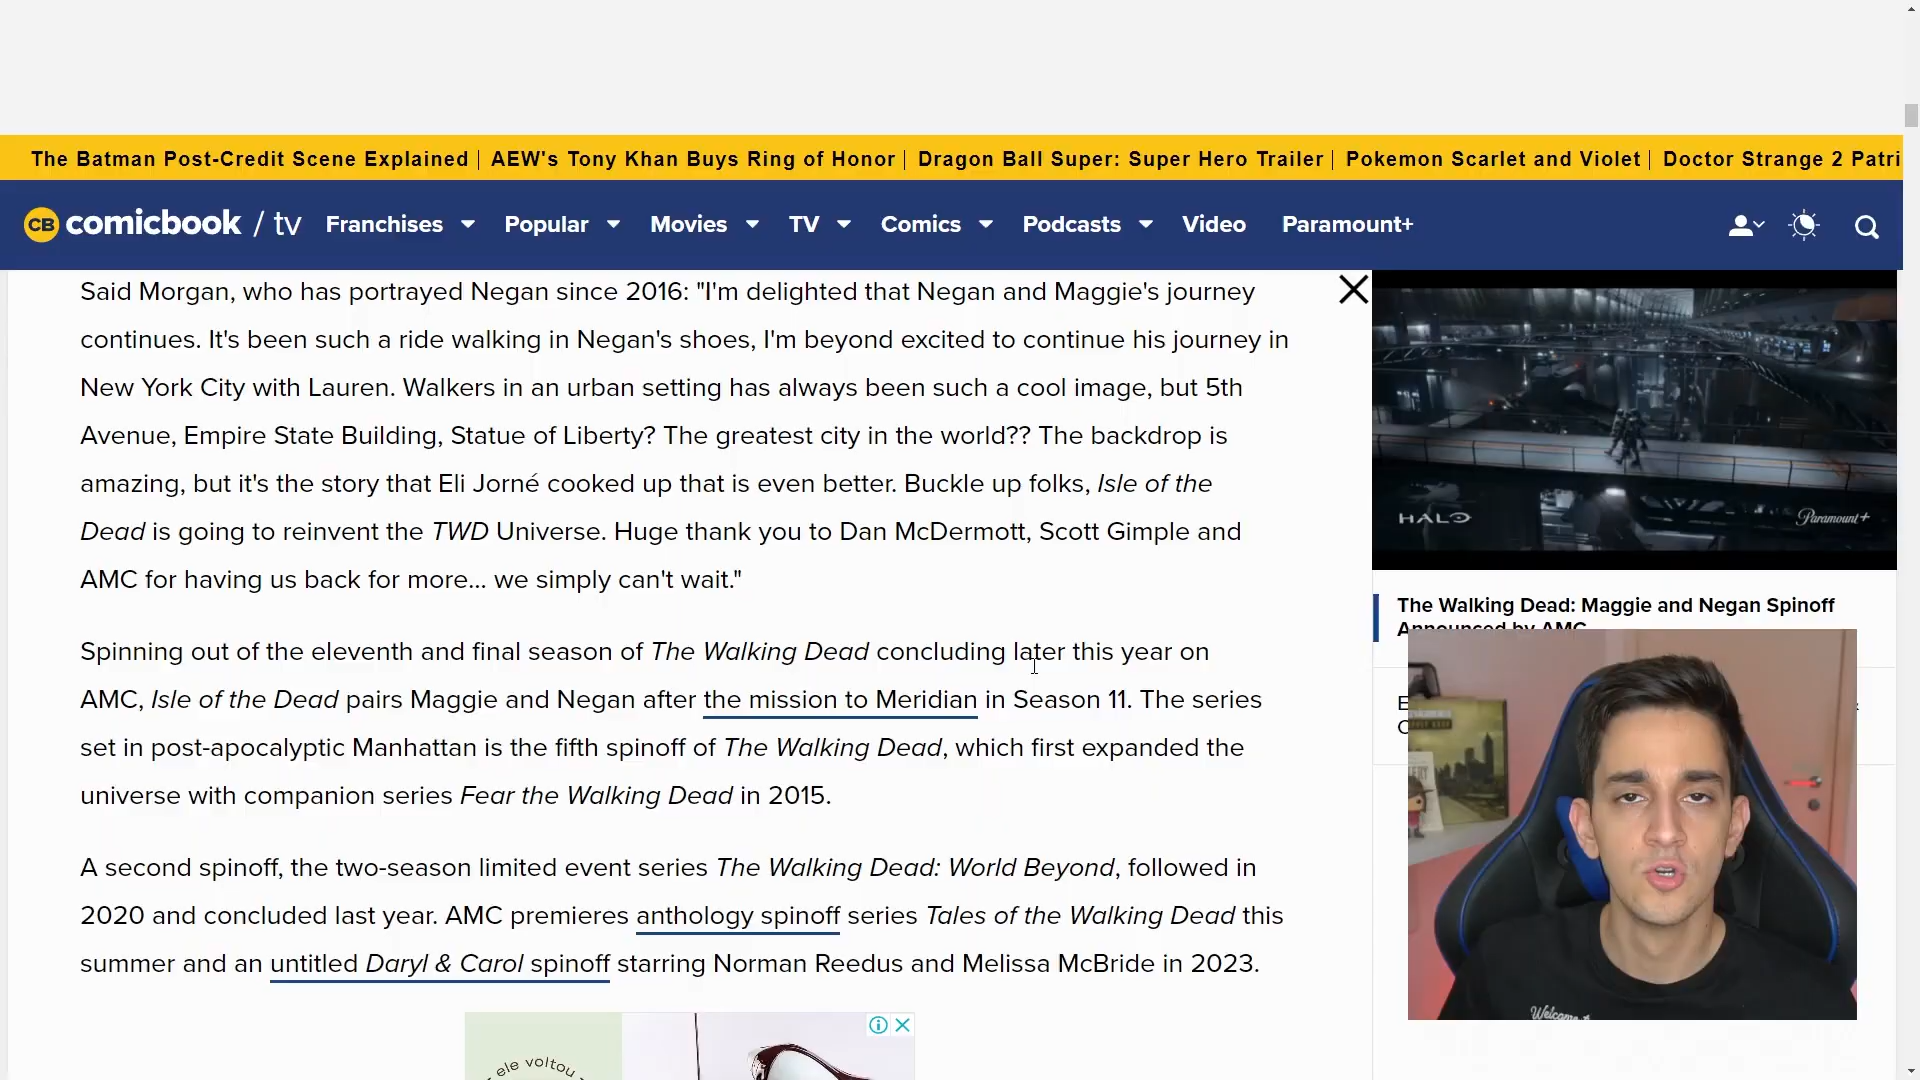 The Batman Post-Credit Scene Explained | AEW's Tony Khan Buys Ring of Honor | Dragon Ball Super: Super Hero Trailer | Pokemon Scarlet and Violet | Doctor Strange 2 Patri
CB comicbook / tv Franchises Popular Movies TV Comics Podcasts Video Paramount+
Said Morgan, who has portrayed Negan since 2016: "I'm delighted that Negan and Maggie's journey
continues. It's been such a ride walking in Negan's shoes, I'm beyond excited to continue his journey in
New York City with Lauren. Walkers in an urban setting has always been such a cool image, but 5th
Avenue, Empire State Building, Statue of Liberty? The greatest city in the world?? The backdrop is
amazing, but it's the story that Eli Jorné cooked up that is even better. Buckle up folks, Isle of the
Dead is going to reinvent the TWD Universe. Huge thank you to Dan McDermott, Scott Gimple and
AMC for having us back for more... we simply can't wait."
Spinning out of the eleventh and final season of The Walking Dead concluding later this year on
AMC, Isle of the Dead pairs Maggie and Negan after the mission to Meridian in Season 11. The series
set in post-apocalyptic Manhattan is the fifth spinoff of The Walking Dead, which first expanded the
universe with companion series Fear the Walking Dead in 2015.
A second spinoff, the two-season limited event series The Walking Dead: World Beyond, followed in
2020 and concluded last year. AMC premieres anthology spinoff series Tales of the Walking Dead this
summer and an untitled Daryl & Carol spinoff starring Norman Reedus and Melissa McBride in 2023.
ele voltou
HALO
Paramount+
The Walking Dead: Maggie and Negan Spinoff
Announced by AMC
Welcome